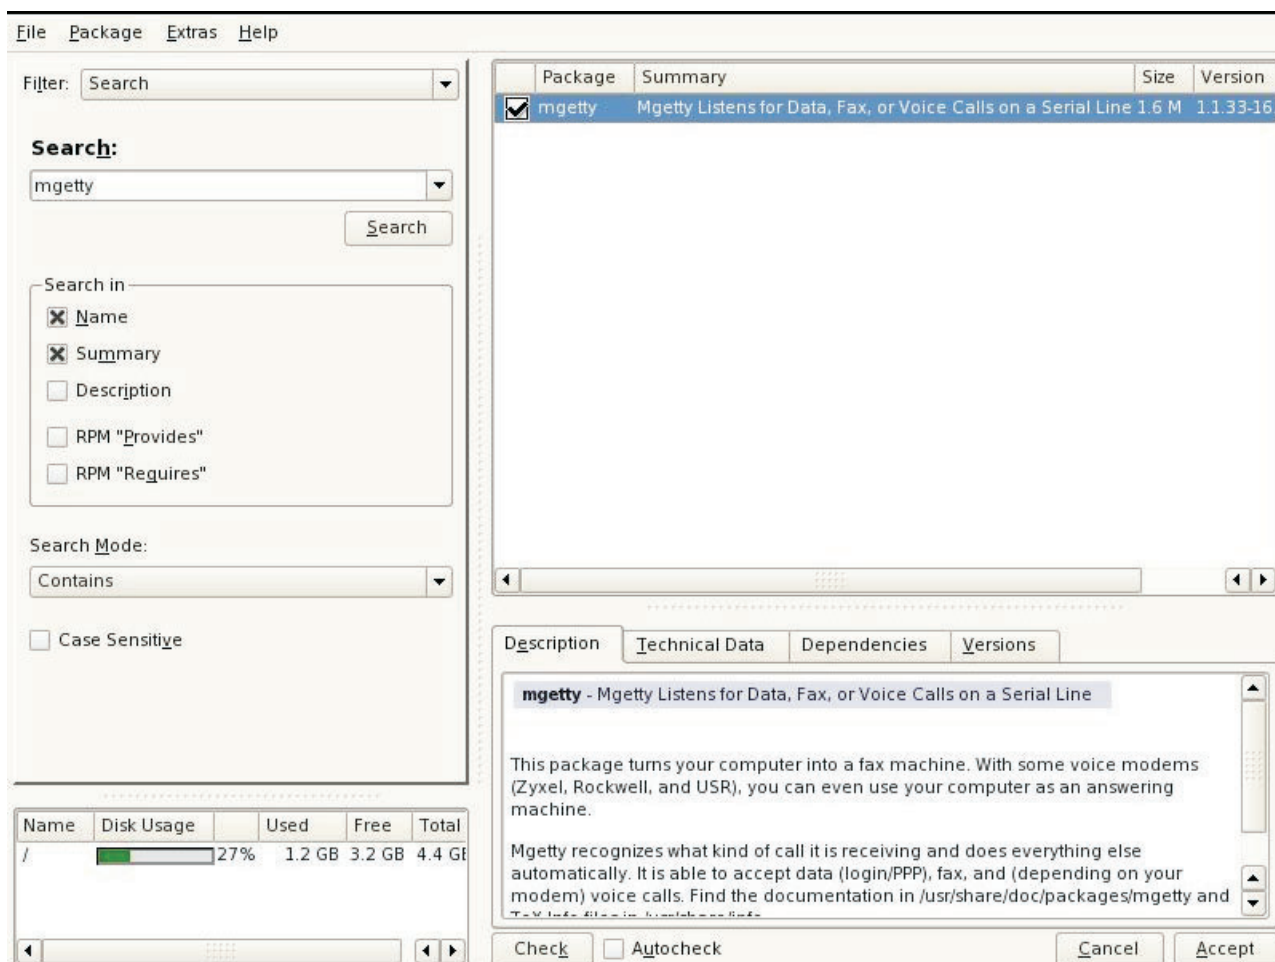 File Package Extras Help
Filter: Search
Search:
mgetty
Search
Search in
Name
Summary
Description
RPM "Provides"
RPM "Requires"
Search Mode:
Contains
Case Sensitive
Name Disk Usage Used Free Total
/ 27% 1.2 GB 3.2 GB 4.4 GB
Package Summary Size Version
mgetty Mgetty Listens for Data, Fax, or Voice Calls on a Serial Line 1.6 M 1.1.33-16
Description Technical Data Dependencies Versions
mgetty - Mgetty Listens for Data, Fax, or Voice Calls on a Serial Line
This package turns your computer into a fax machine. With some voice modems
(Zyxel, Rockwell, and USR), you can even use your computer as an answering
machine.
Mgetty recognizes what kind of call it is receiving and does everything else
automatically. It is able to accept data (login/PPP), fax, and (depending on your
modem) voice calls. Find the documentation in /usr/share/doc/packages/mgetty and
Check Autocheck Cancel Accept